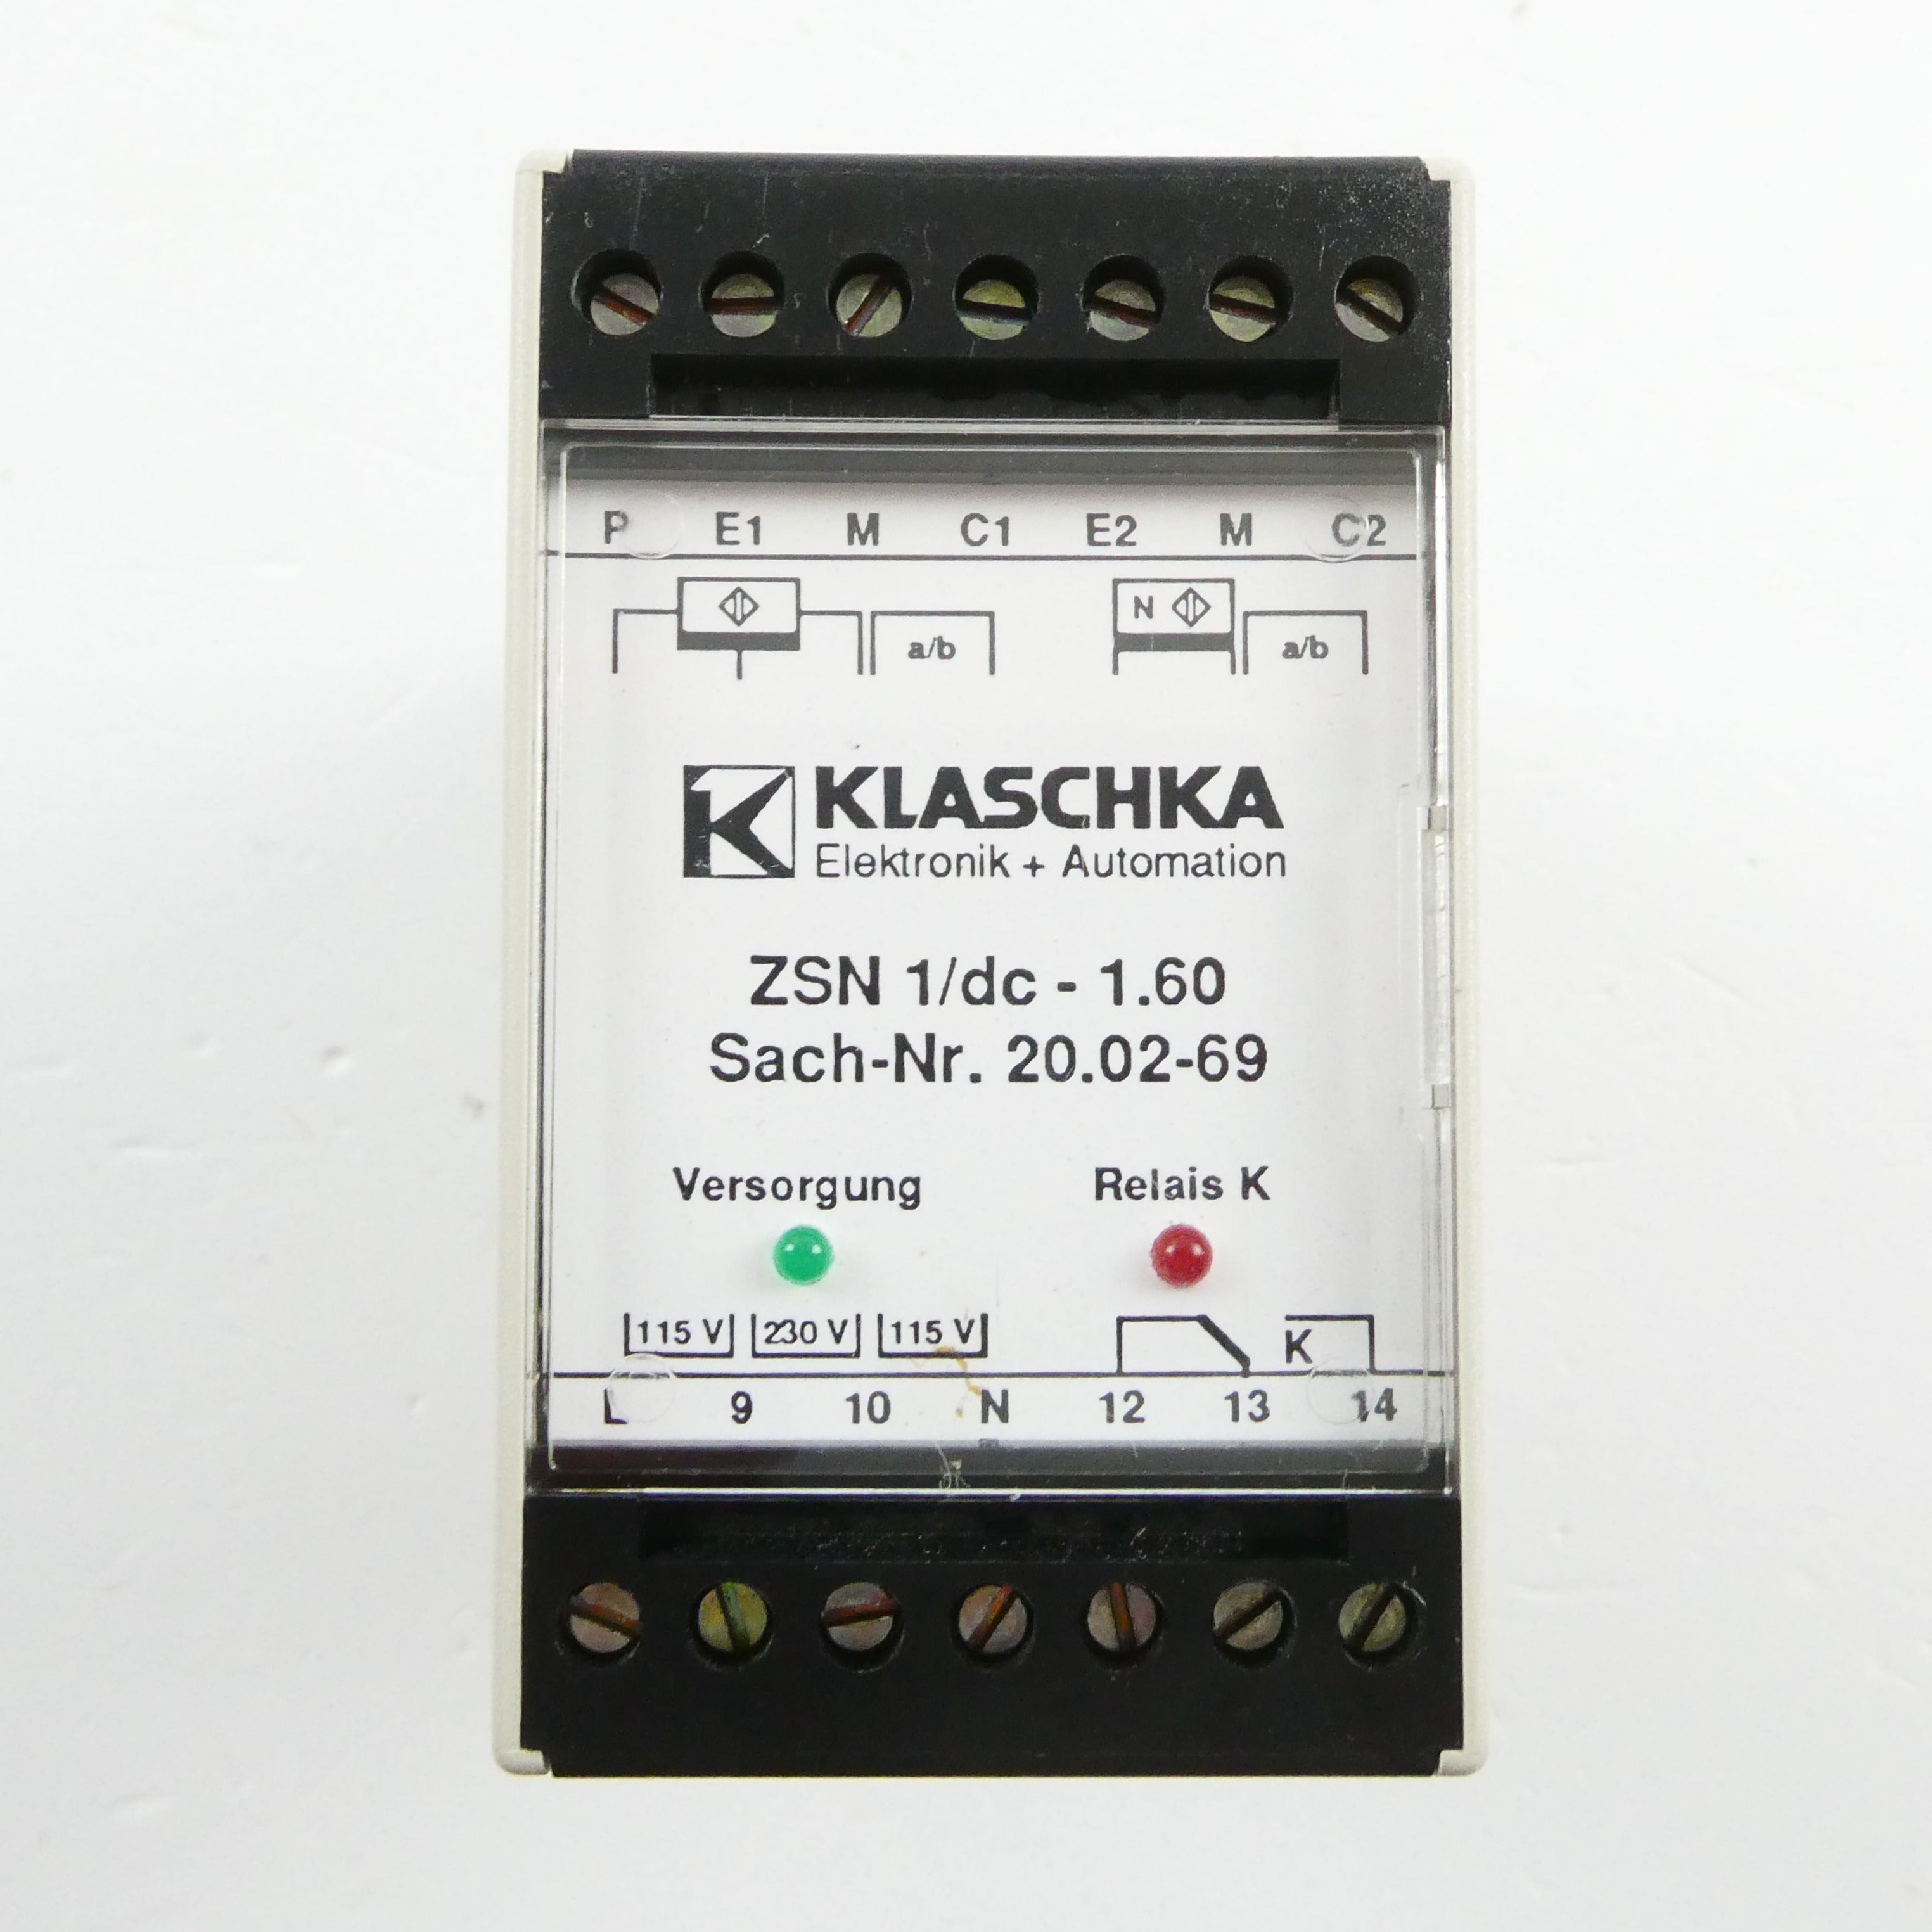 P E1 M C1 E2 M C2
a/b N a/b
KLASCHKA
Elektronik + Automation
ZSN 1/dc - 1.60
Sach-Nr. 20.02-69
Versorgung Relais K
115 V 230 V 115 V K
L 9 10 N 12 13 14